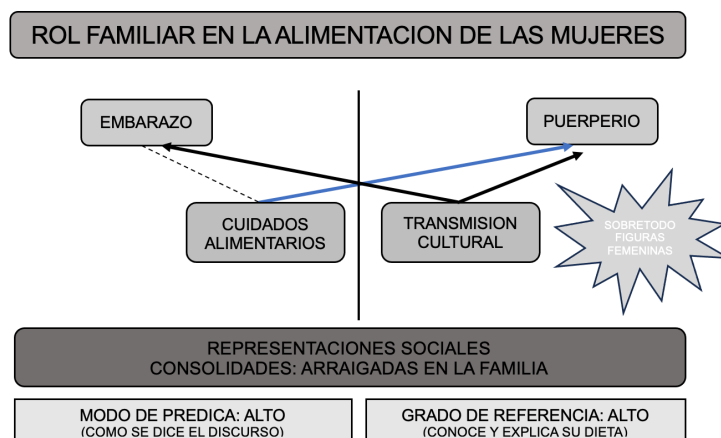 ROL FAMILIAR EN LA ALIMENTACION DE LAS MUJERES
EMBARAZO
PUERPERIO
CUIDADOS
ALIMENTARIOS
TRANSMISION
CULTURAL
SOBRETODO
FIGURAS
FEMENINAS
REPRESENTACIONES SOCIALES
CONSOLIDADES: ARRAIGADAS EN LA FAMILIA
MODO DE PREDICA: ALTO
(COMO SE DICE EL DISCURSO)
GRADO DE REFERENCIA: ALTO
(CONOCE Y EXPLICA SU DIETA)